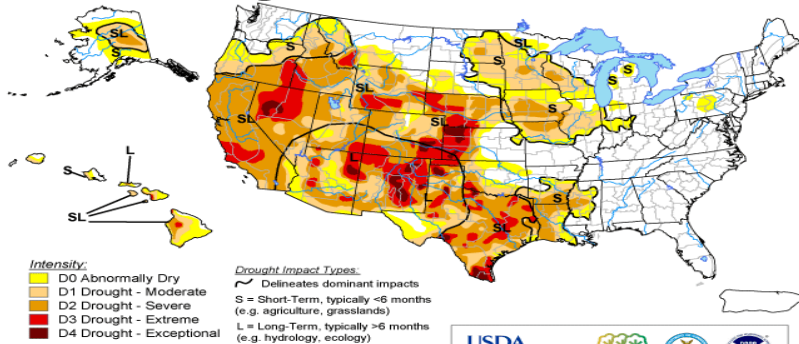 SL
S
S
SL
S
S
S
S
SL
S
SL
SL
L
L
S
SL
L
S
SL
Intensity:
D0 Abnormally Dry
D1 Drought - Moderate
D2 Drought - Severe
D3 Drought - Extreme
D4 Drought - Exceptional
Drought Impact Types:
Delineates dominant impacts
S = Short-Term, typically <6 months
(e.g. agriculture, grasslands)
L = Long-Term, typically >6 months
(e.g. hydrology, ecology)
USDA